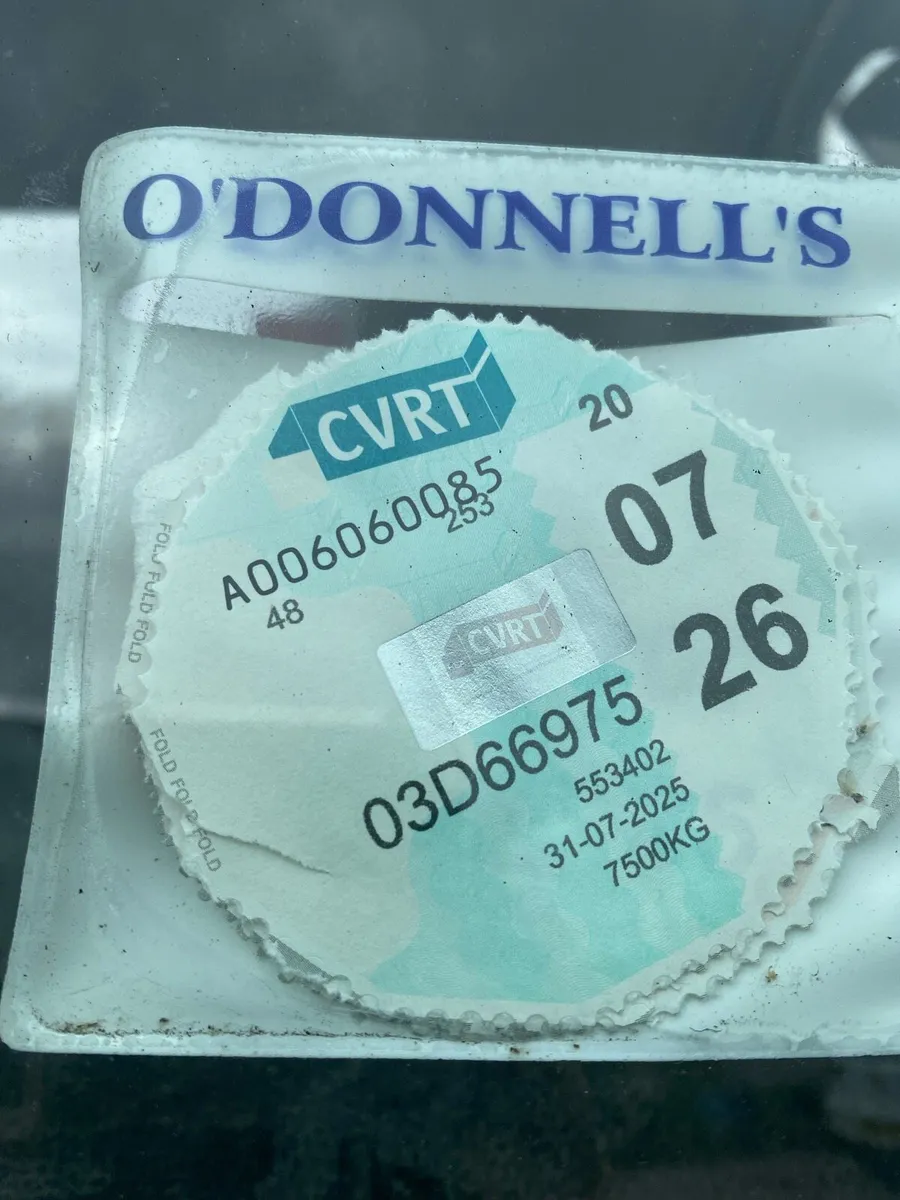 O'DONNELL'S
CVRT
20
A006060085
253
07
48
CVRT
26
03D66975
553402
31-07-2025
7500KG
FOLD FOLD FOLD
FOLD FOLD FOLD